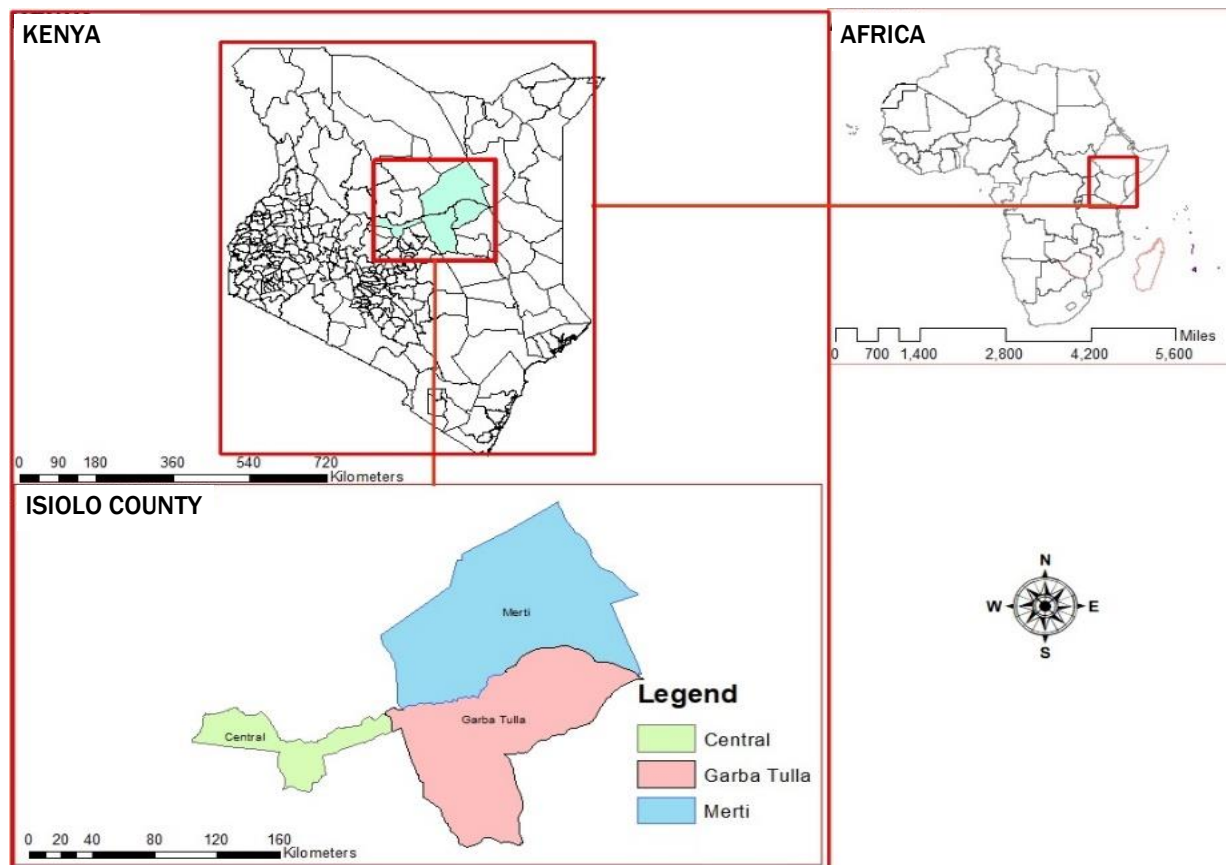 KENYA
0 90 180 360 540 720
Kilometers
AFRICA
Miles
0 700 1,400 2,800 4,200 5,600
ISIOLO COUNTY
Merti
Garba Tulla
Central
Legend
Central
Garba Tulla
Merti
0 20 40 80 120 160
Kilometers
N
W E
S